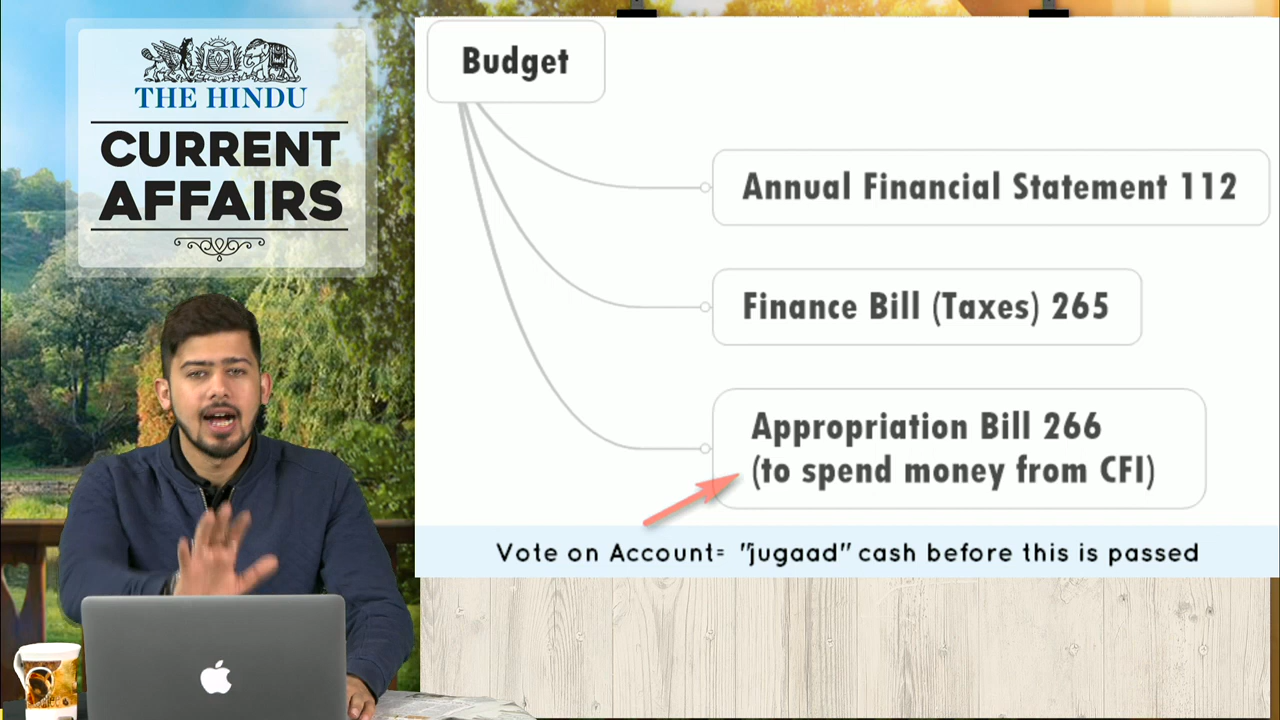 THE HINDU
CURRENT
AFFAIRS
Budget
Annual Financial Statement 112
Finance Bill (Taxes) 265
Appropriation Bill 266
(to spend money from CFI)
Vote on Account= "jugaad" cash before this is passed